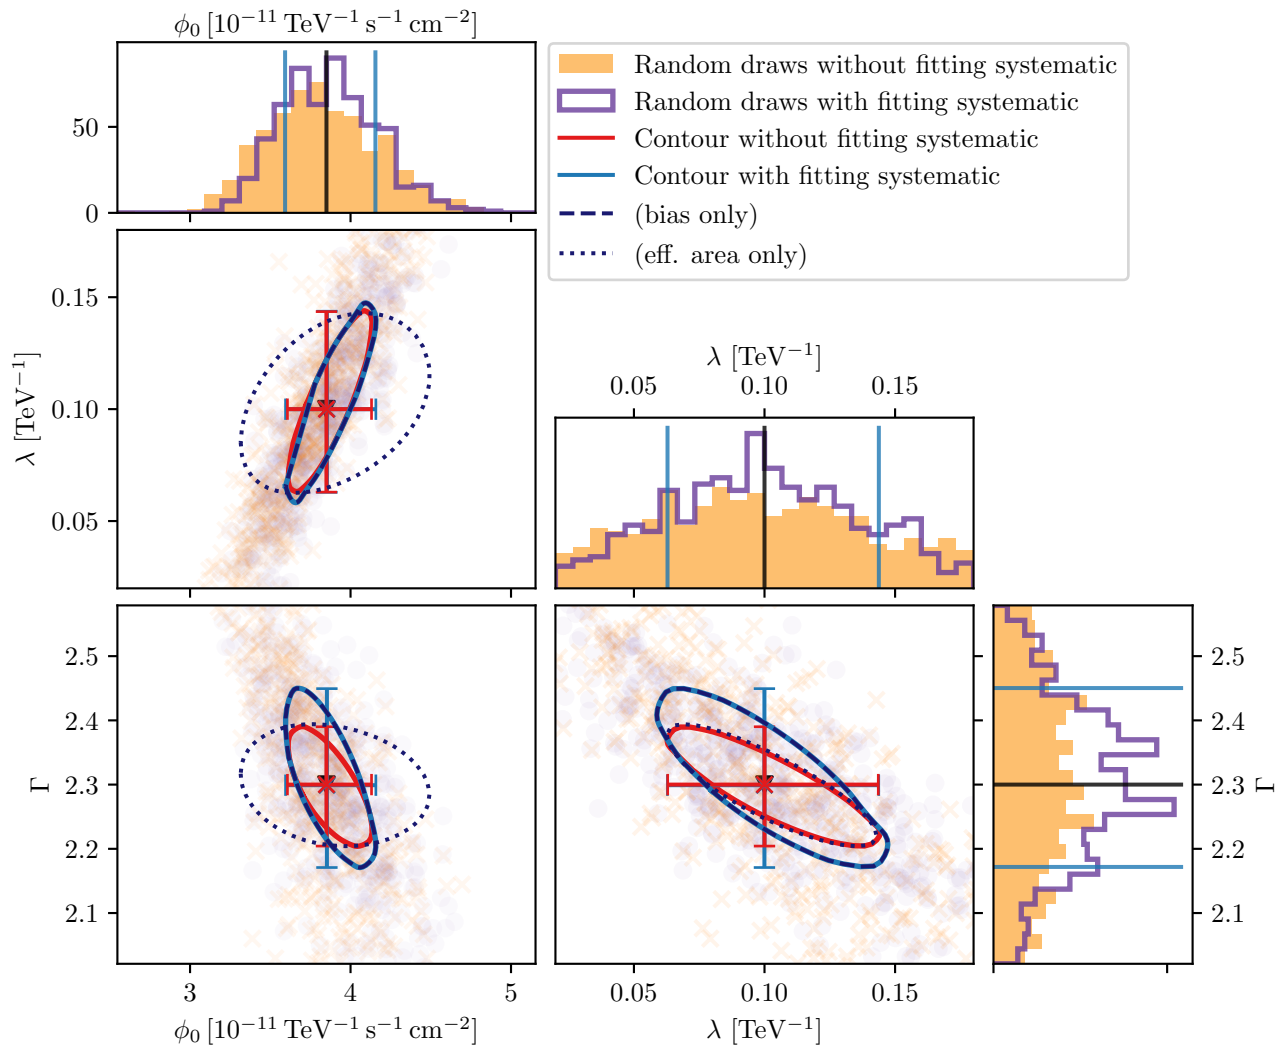 ϕ₀ [10⁻¹¹ TeV⁻¹ s⁻¹ cm⁻²]
50
0
Random draws without fitting systematic
Random draws with fitting systematic
Contour without fitting systematic
Contour with fitting systematic
(bias only)
(eff. area only)
λ [TeV⁻¹]
0.15
0.10
0.05
λ [TeV⁻¹]
0.05 0.10 0.15
Γ
2.5
2.4
2.3
2.2
2.1
2.5
2.4
2.3
2.2
2.1
Γ
3 4 5
ϕ₀ [10⁻¹¹ TeV⁻¹ s⁻¹ cm⁻²]
0.05 0.10 0.15
λ [TeV⁻¹]